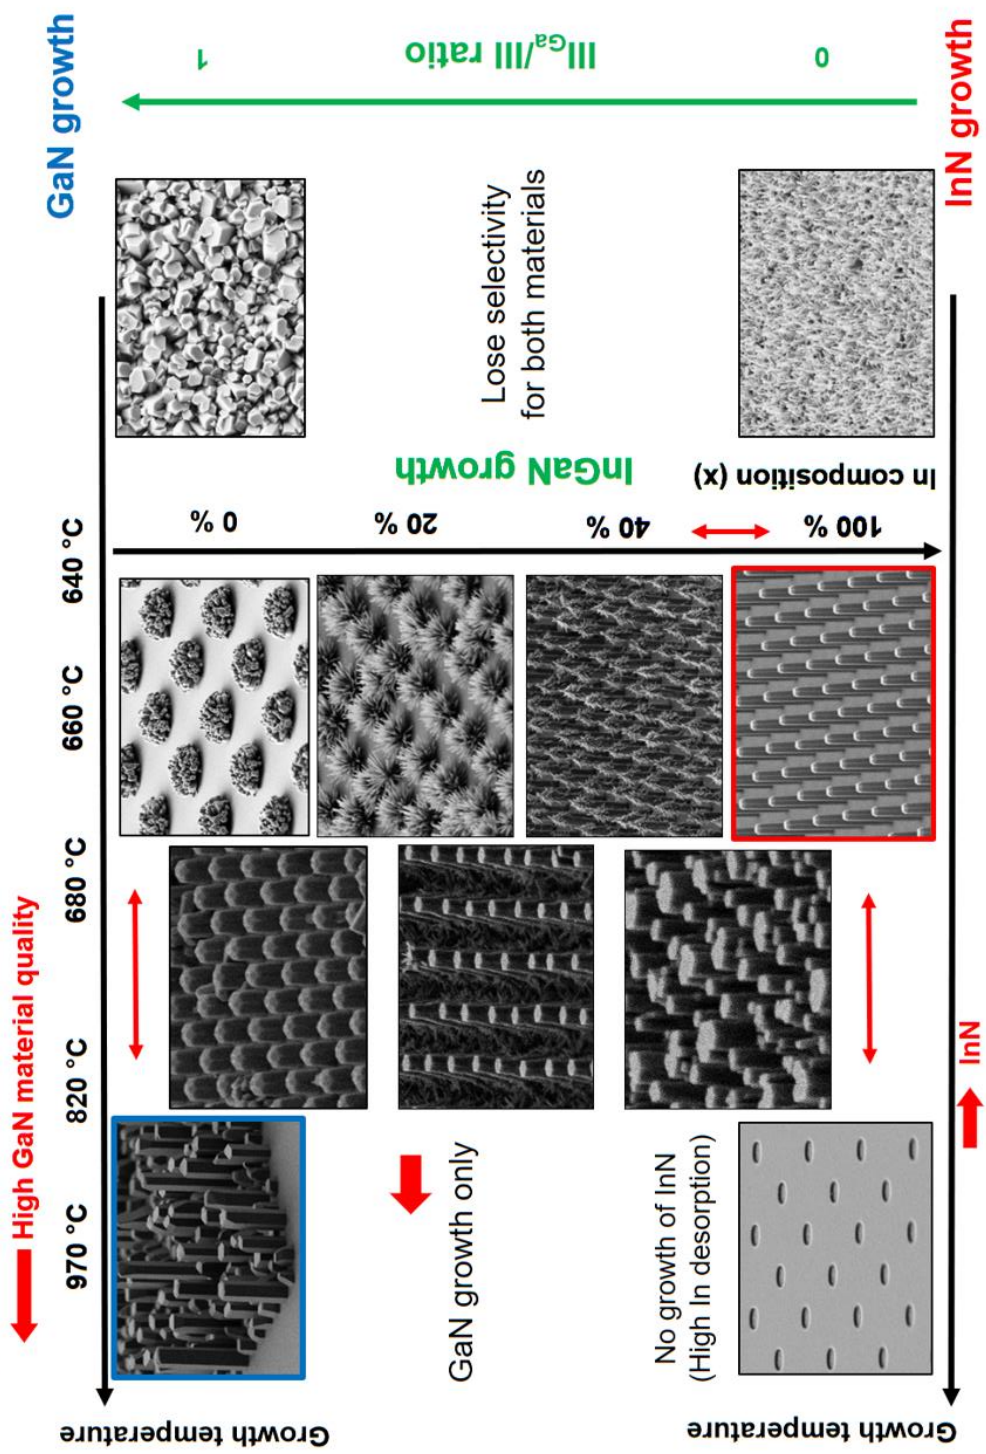 High GaN material quality
970 °C
820 °C
680 °C
660 °C
640 °C
GaN growth
Growth temperature
0 %
20 %
40 %
100 %
InGaN growth
In composition (x)
GaN growth only
No growth of InN
(High In desorption)
Lose selectivity
for both materials
1
III_Ga/III ratio
0
Growth temperature
InN
InN growth